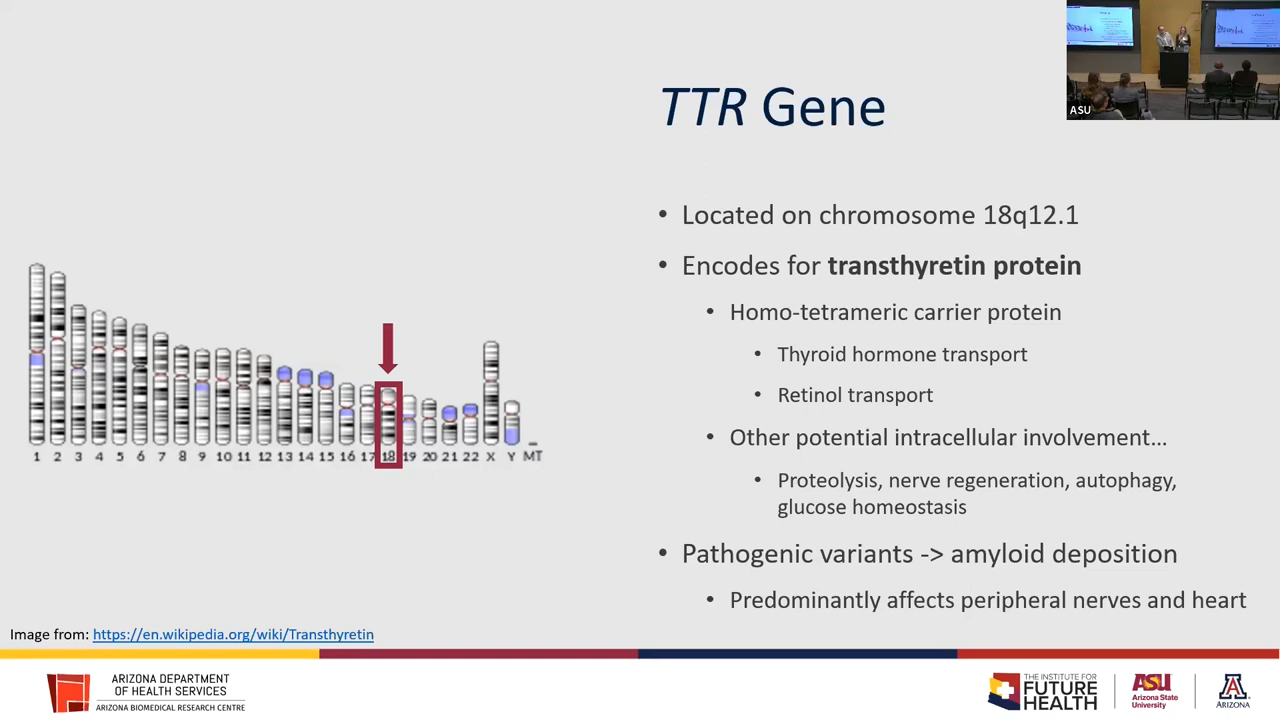 TTR Gene
ASU
• Located on chromosome 18q12.1
• Encodes for transthyretin protein
• Homo-tetrameric carrier protein
• Thyroid hormone transport
• Retinol transport
• Other potential intracellular involvement…
• Proteolysis, nerve regeneration, autophagy,
glucose homeostasis
• Pathogenic variants -> amyloid deposition
• Predominantly affects peripheral nerves and heart
1 2 3 4 5 6 7 8 9 10 11 12 13 14 15 16 17 18 19 20 21 22 X Y MT
Image from: https://en.wikipedia.org/wiki/Transthyretin
ARIZONA DEPARTMENT
OF HEALTH SERVICES
ARIZONA BIOMEDICAL RESEARCH CENTRE
THE INSTITUTE FOR
FUTURE
HEALTH
ASU
Arizona State
University
A
ARIZONA